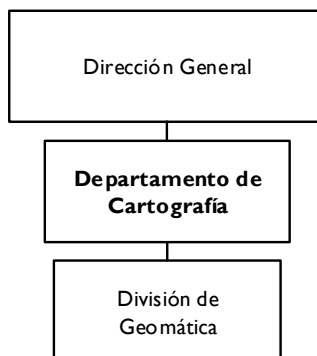 Dirección General
Departamento de
Cartografía
División de
Geomática